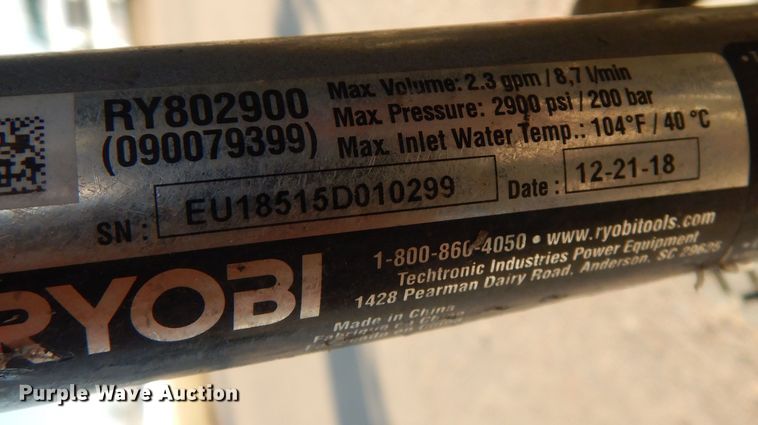 RY802900
(090079399)
Max. Volume: 2.3 gpm / 8,7 l/min
Max. Pressure: 2900 psi / 200 bar
Max. Inlet Water Temp.: 104°F / 40 °C
SN : EU18515D010299 Date : 12-21-18
RYOBI
1-800-860-4050 • www.ryobitools.com
Techtronic Industries Power Equipment
1428 Pearman Dairy Road, Anderson, SC 29625
Made in China
Purple Wave Auction